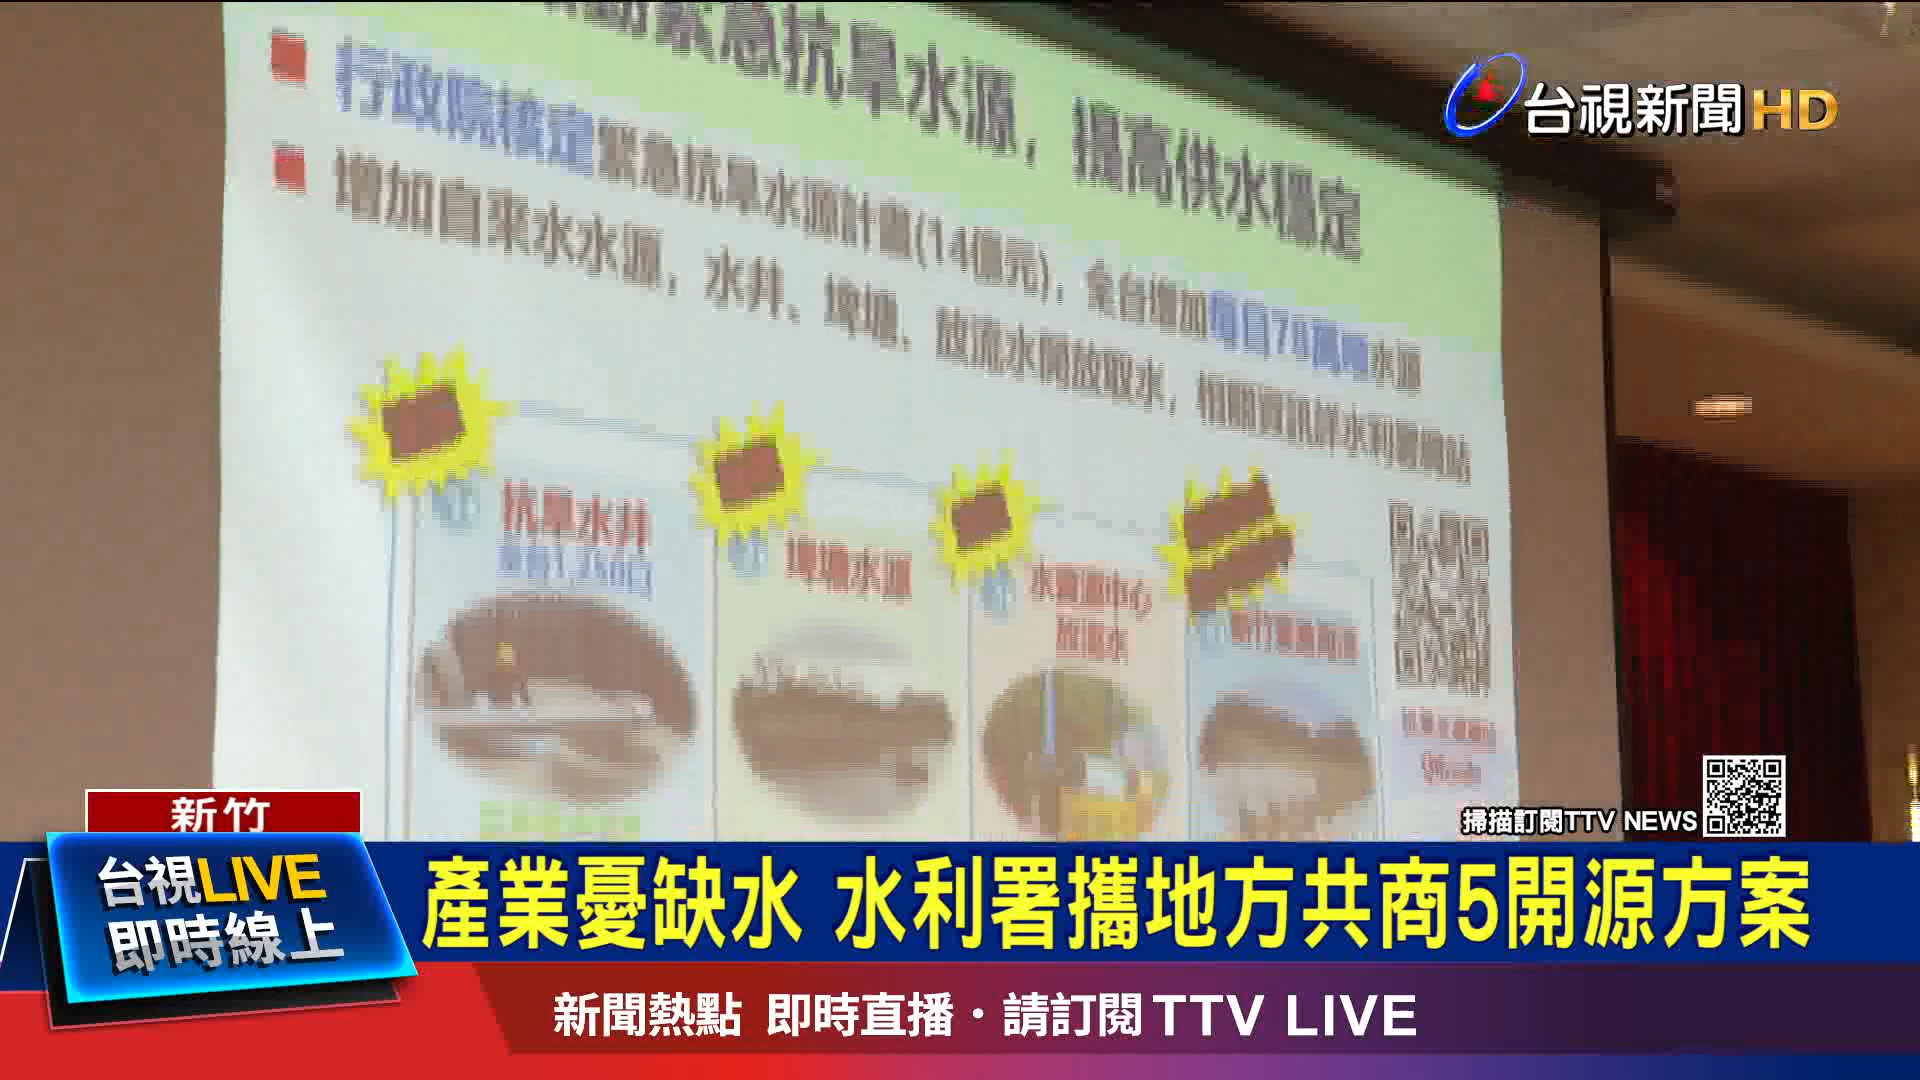 緊急抗旱水源,提高供水穩定
行政院核定緊急抗旱水源計畫(14億元),全台增加每日78萬噸水源
增加自來水水源,水井、埤塘、放流水開放取水,相關資訊詳水利署網站
抗旱水井
埤塘水源
水資源中心
放流水
台視新聞HD
掃描訂閱TTV NEWS
新竹
台視LIVE
即時線上
產業憂缺水 水利署攜地方共商5開源方案
新聞熱點 即時直播・請訂閱TTV LIVE